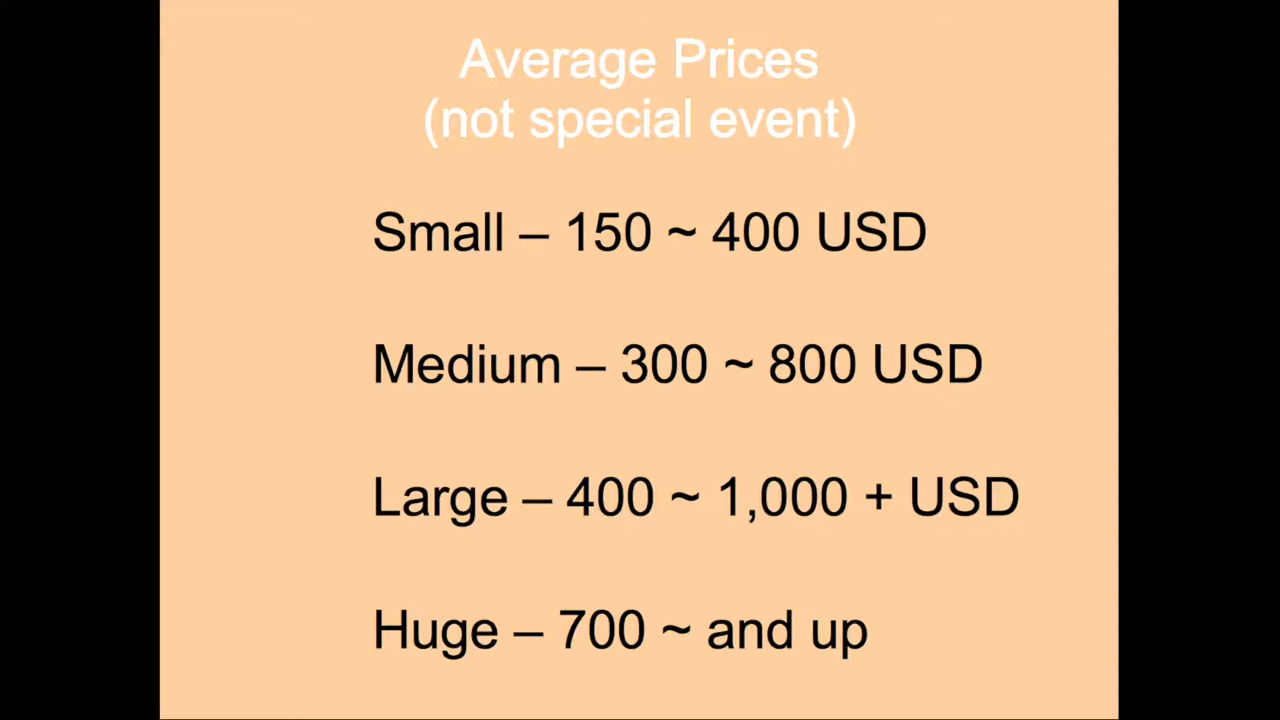 Average Prices
(not special event)
Small – 150 ~ 400 USD
Medium – 300 ~ 800 USD
Large – 400 ~ 1,000 + USD
Huge – 700 ~ and up